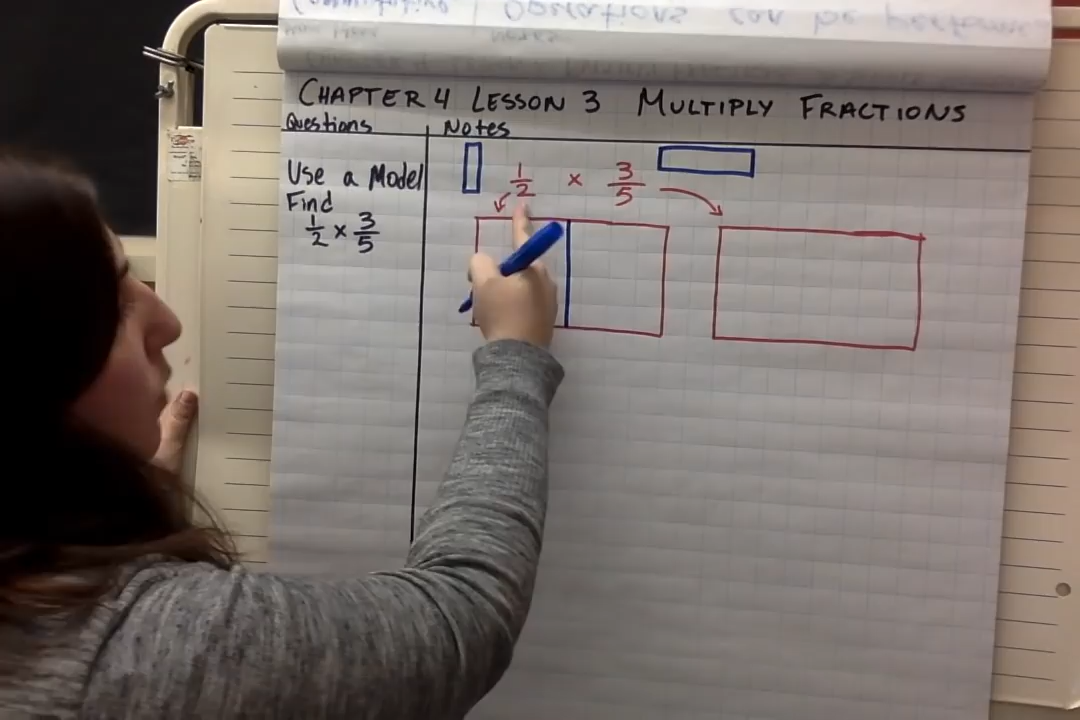 CHAPTER 4 LESSON 3 MULTIPLY FRACTIONS
Questions
Notes
Use a Model
Find
1/2 × 3/5
1/2 × 3/5